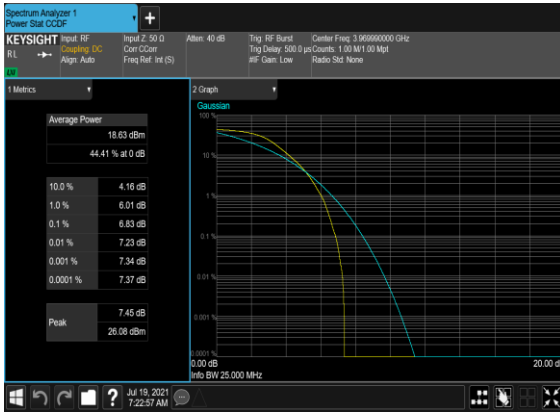 Spectrum Analyzer 1
Power Stat CCDF
KEYSIGHT
RL
Input: RF
Coupling: DC
Align: Auto
Input Z: 50 Ω
Corr CCorr
Freq Ref: Int (S)
Atten: 40 dB
Trig: RF Burst
Trig Delay: 500.0 µs
#IF Gain: Low
Center Freq: 3.969990000 GHz
Counts: 1.00 M/1.00 Mpt
Radio Std: None
1 Metrics
Average Power
18.63 dBm
44.41 % at 0 dB
10.0 % 4.16 dB
1.0 % 6.01 dB
0.1 % 6.83 dB
0.01 % 7.23 dB
0.001 % 7.34 dB
0.0001 % 7.37 dB
Peak
7.45 dB
26.08 dBm
2 Graph
Gaussian
100 %
10 %
1 %
0.1 %
0.01 %
0.001 %
0.0001 %
0.00 dB
20.00 d
Info BW 25.000 MHz
?
Jul 19, 2021
7:22:57 AM